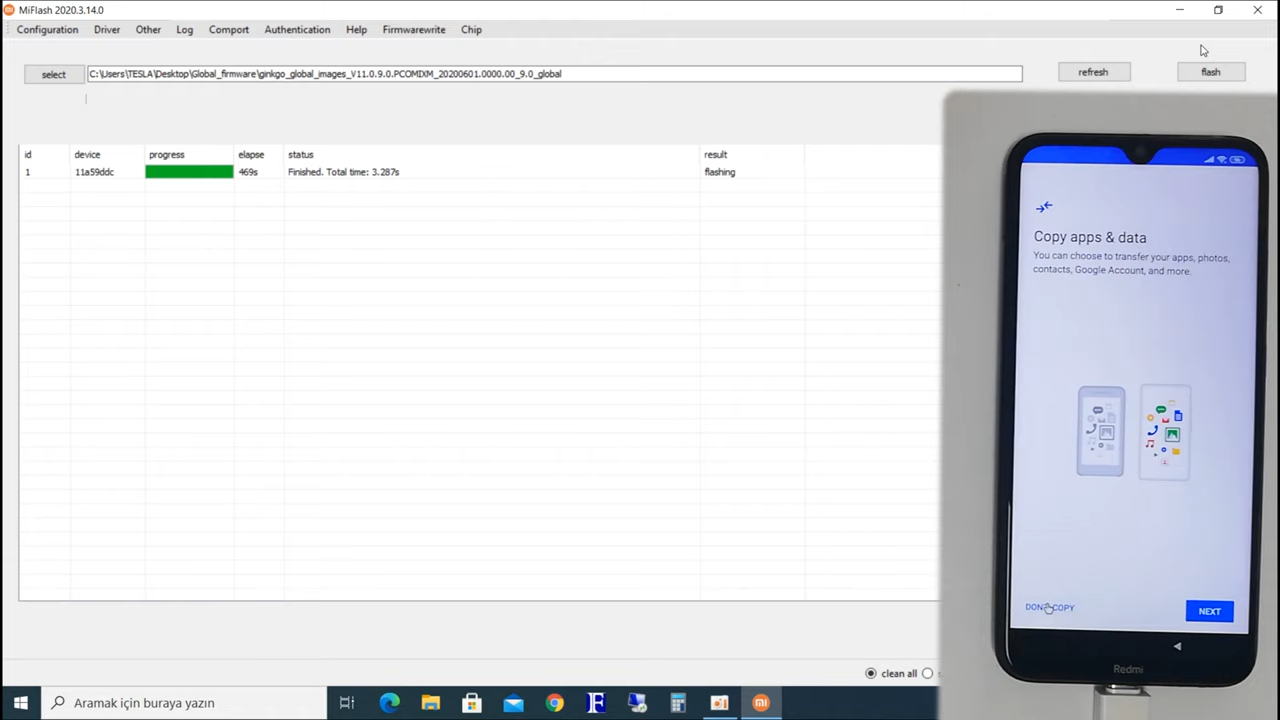 MiFlash 2020.3.14.0
Configuration Driver Other Log Comport Authentication Help Firmwarewrite Chip
select C:\Users\TESLA\Desktop\Global_firmware\ginkgo_global_images_V11.0.9.0.PCOMIXM_20200601.0000.00_9.0_global refresh flash
id device progress elapse status result
1 11a59ddc 469s Finished. Total time: 3.287s flashing
Copy apps & data
You can choose to transfer your apps, photos,
contacts, Google Account, and more.
DON'T COPY NEXT
Redmi
clean all
Aramak için buraya yazın